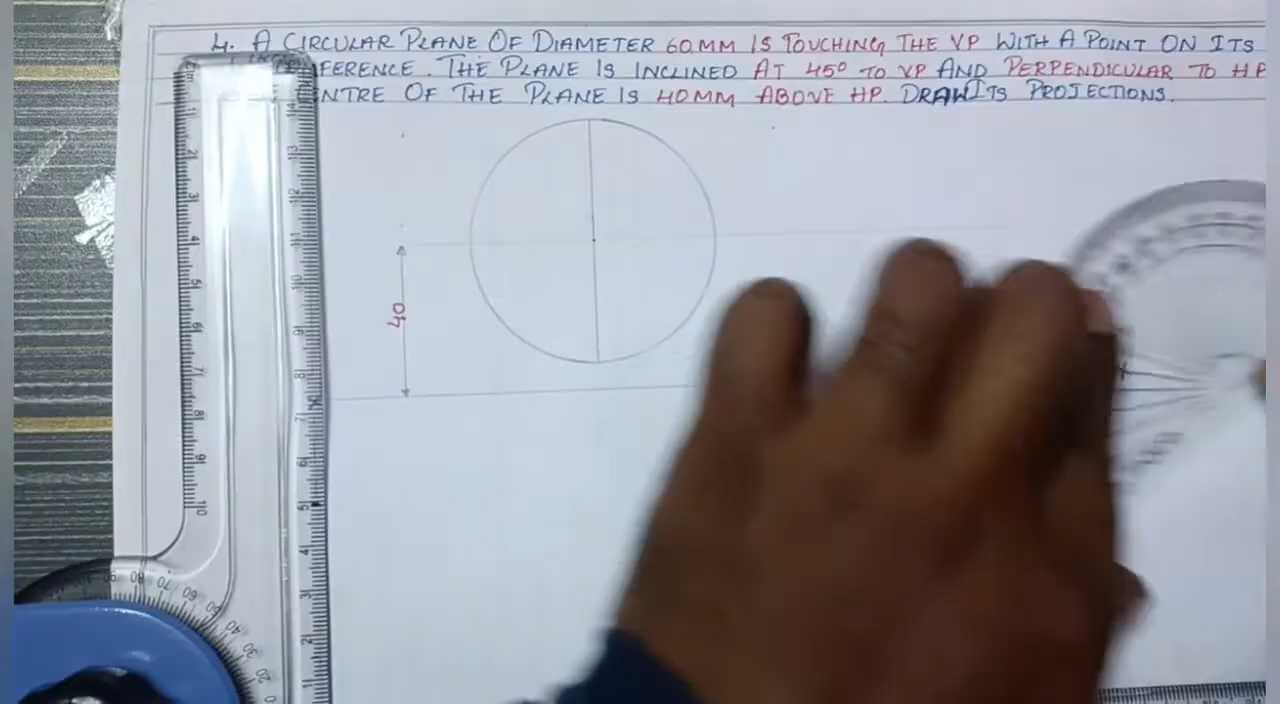 4. A CIRCULAR PLANE OF DIAMETER 60MM IS TOUCHING THE VP WITH A POINT ON ITS
FERENCE. THE PLANE IS INCLINED AT 45° TO VP AND PERPENDICULAR TO HP
NTRE OF THE PLANE IS 40MM ABOVE HP. DRAW ITS PROJECTIONS.
40